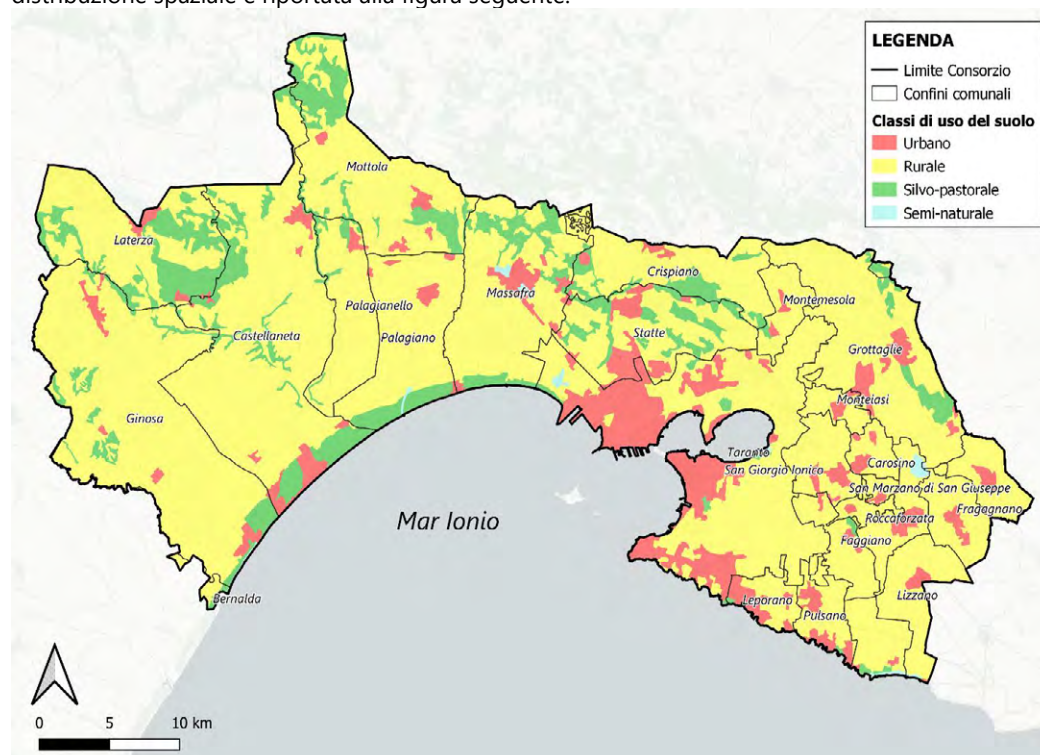 distribuzione spaziale è riportata alla figura seguente.
LEGENDA
Limite Consorzio
Confini comunali
Classi di uso del suolo
Urbano
Rurale
Silvo-pastorale
Semi-naturale
Mottola
Laterza
Crispiano
Massafra
Montemesola
Palagianello
Castellaneta
Statte
Palagiano
Grottaglie
Monteiasi
Ginosa
Taranto
Carosino
San Giorgio Ionico
San Marzano di San Giuseppe
Roccaforzata
Fragagnano
Mar Ionio
Faggiano
Bernalda
Leporano
Lizzano
Pulsano
0 5 10 km